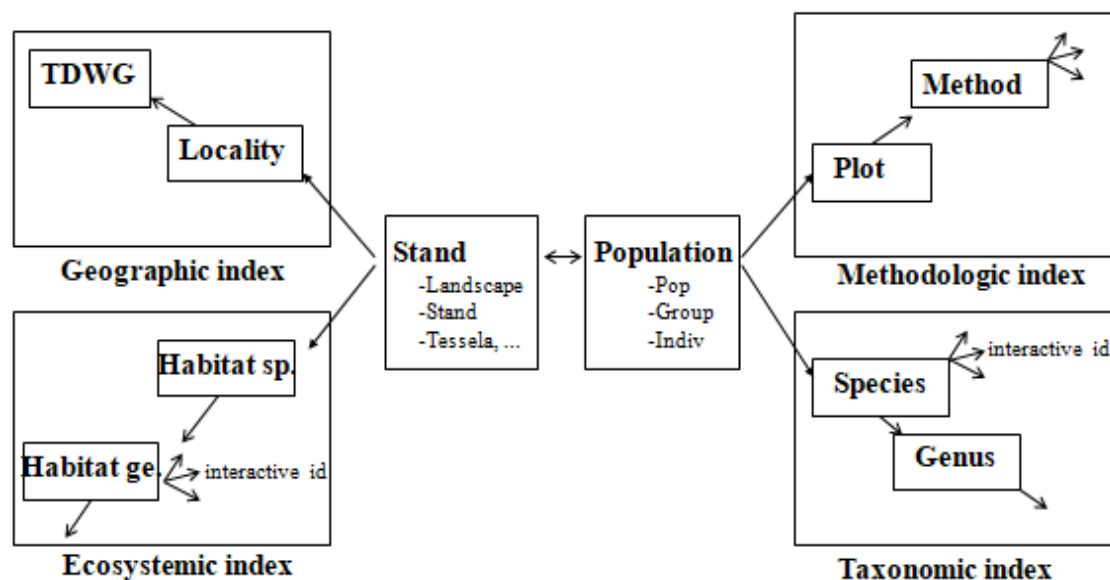 TDWG
Locality
Geographic index
Method
Plot
Methodologic index
Stand
-Landscape
-Stand
-Tessela, ...
Population
-Pop
-Group
-Indiv
Habitat sp.
Habitat ge.
interactive id
Ecosystemic index
Species
interactive id
Genus
Taxonomic index